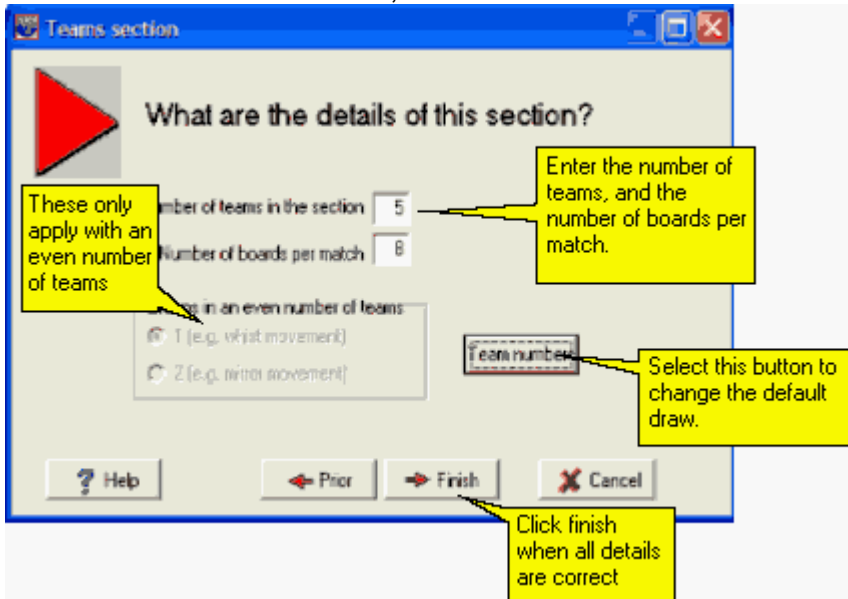 Teams section
What are the details of this section?
Enter the number of
teams, and the
number of boards per
match.
These only
apply with an
even number
of teams
mber of teams in the section 5
Number of boards per match 8
in an even number of teams
1 (e.g. whist movement)
2 (e.g. mirror movement)
Team number
Select this button to
change the default
draw.
Help
Prior
Finish
Cancel
Click finish
when all details
are correct